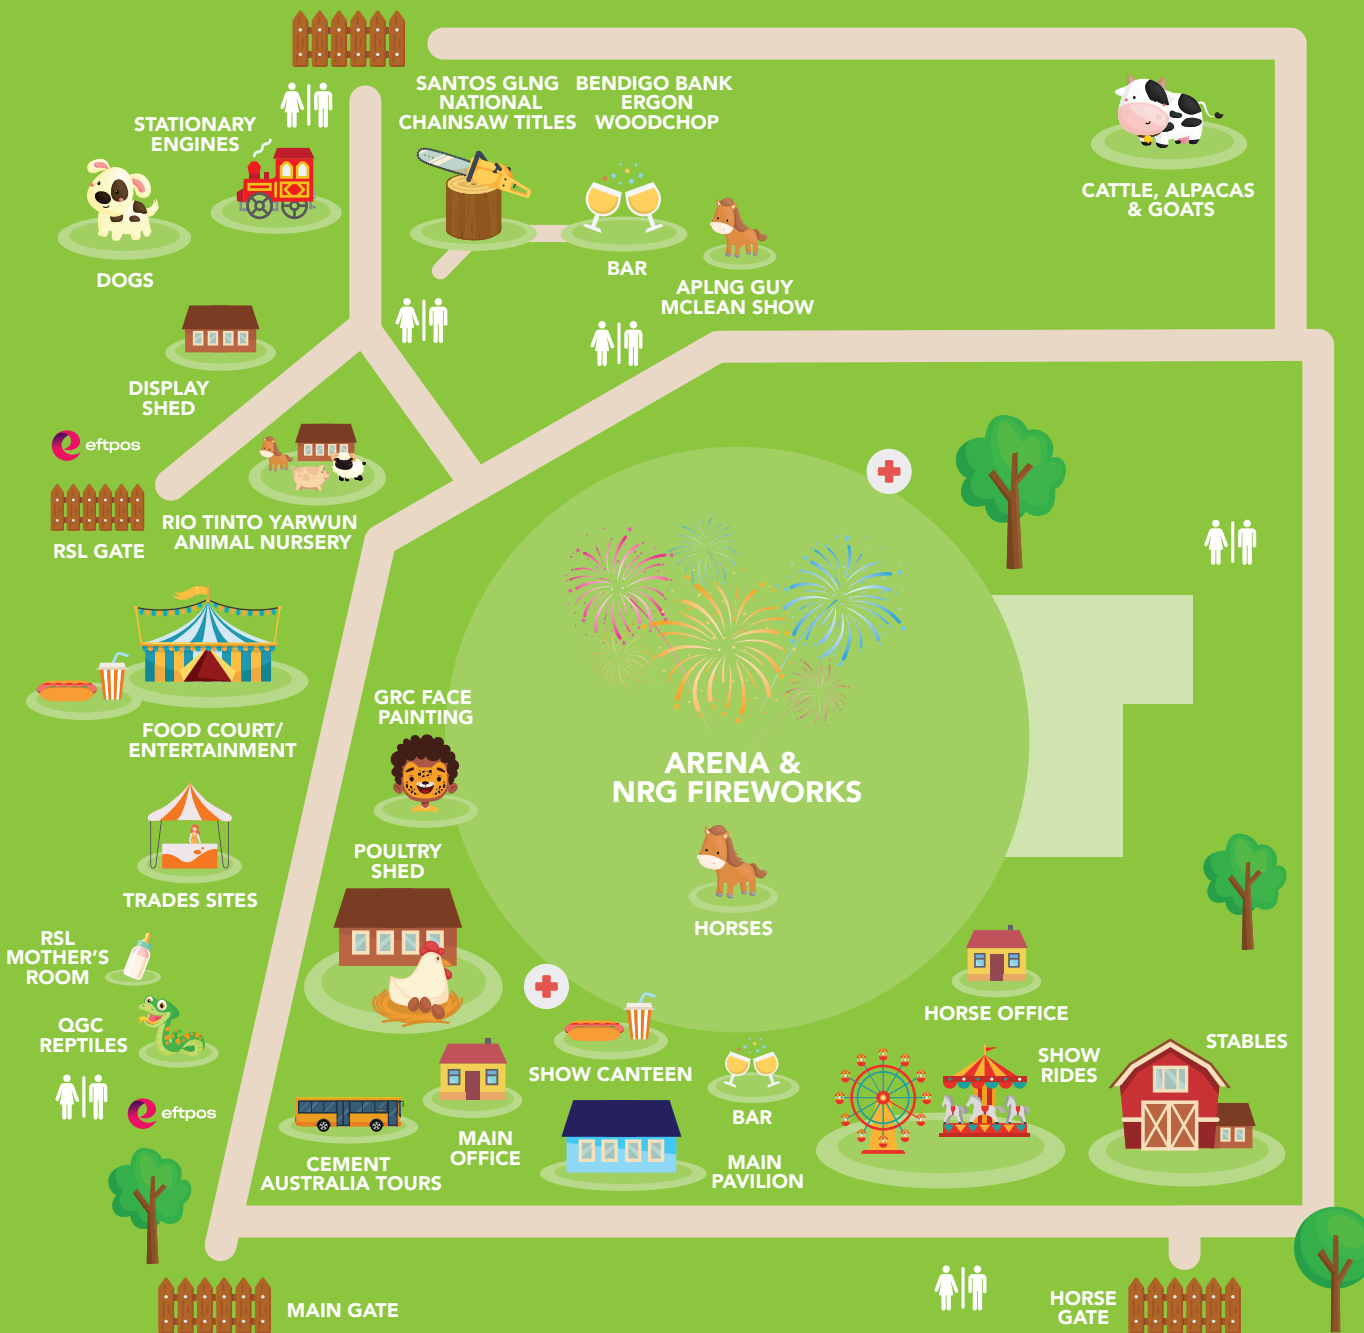 SANTOS GLNG
NATIONAL
CHAINSAW TITLES
BENDIGO BANK
ERGON
WOODCHOP
STATIONARY
ENGINES
CATTLE, ALPACAS
& GOATS
DOGS
BAR
APLNG GUY
MCLEAN SHOW
DISPLAY
SHED
eftpos
RSL GATE
RIO TINTO YARWUN
ANIMAL NURSERY
FOOD COURT/
ENTERTAINMENT
GRC FACE
PAINTING
ARENA &
NRG FIREWORKS
POULTRY
SHED
TRADES SITES
HORSES
RSL
MOTHER'S
ROOM
HORSE OFFICE
QGC
REPTILES
SHOW
RIDES
STABLES
SHOW CANTEEN
eftpos
BAR
MAIN
OFFICE
CEMENT
AUSTRALIA TOURS
MAIN
PAVILION
MAIN GATE
HORSE
GATE